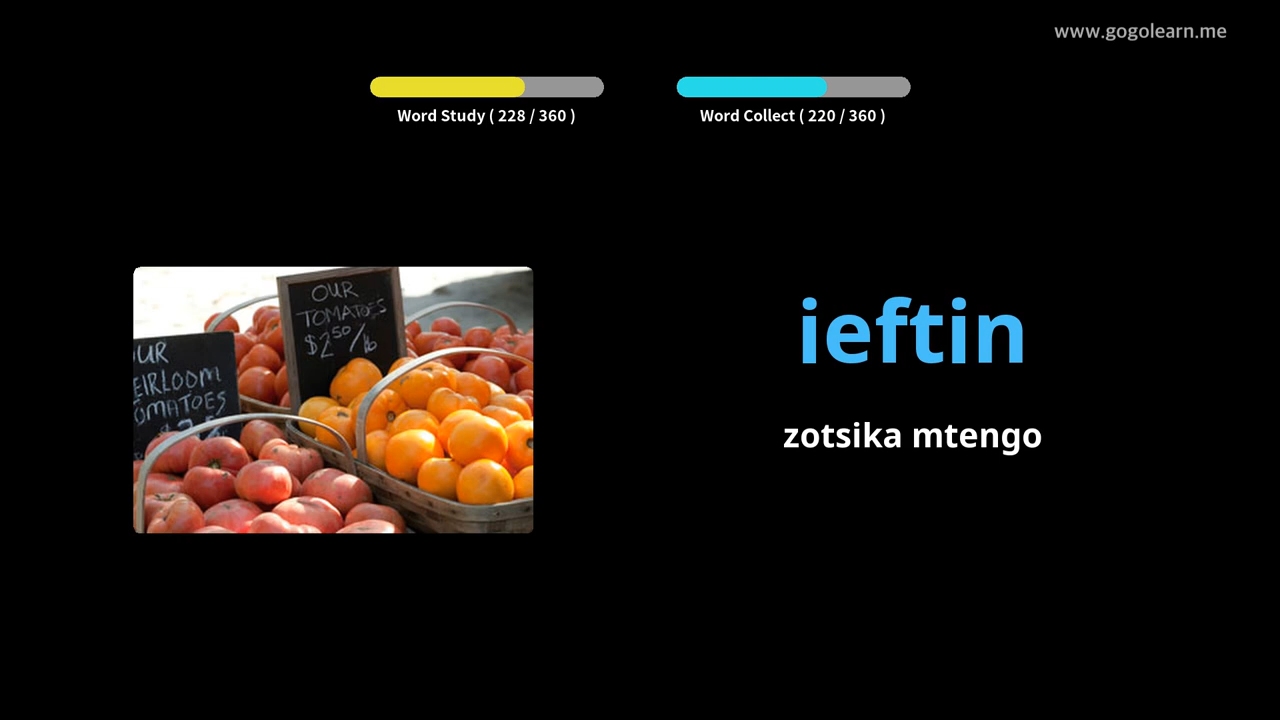 www.gogolearn.me
Word Study ( 228 / 360 )
Word Collect ( 220 / 360 )
OUR
TOMATOES
$2.50/lb
UR
EIRLOOM
OMATOES
ieftin
zotsika mtengo